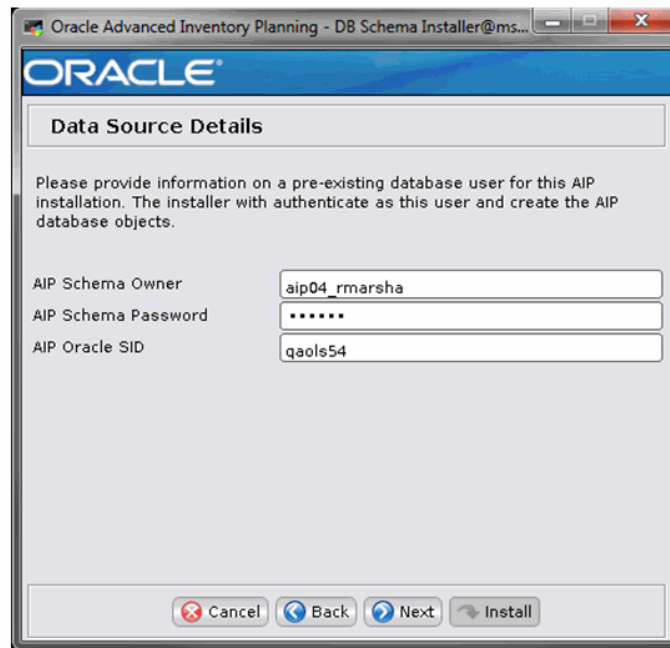 Oracle Advanced Inventory Planning - DB Schema Installer@ms...
ORACLE®
Data Source Details
Please provide information on a pre-existing database user for this AIP
installation. The installer with authenticate as this user and create the AIP
database objects.
AIP Schema Owner
aip04_rmarsha
AIP Schema Password
••••••
AIP Oracle SID
qaols54
Cancel
Back
Next
Install